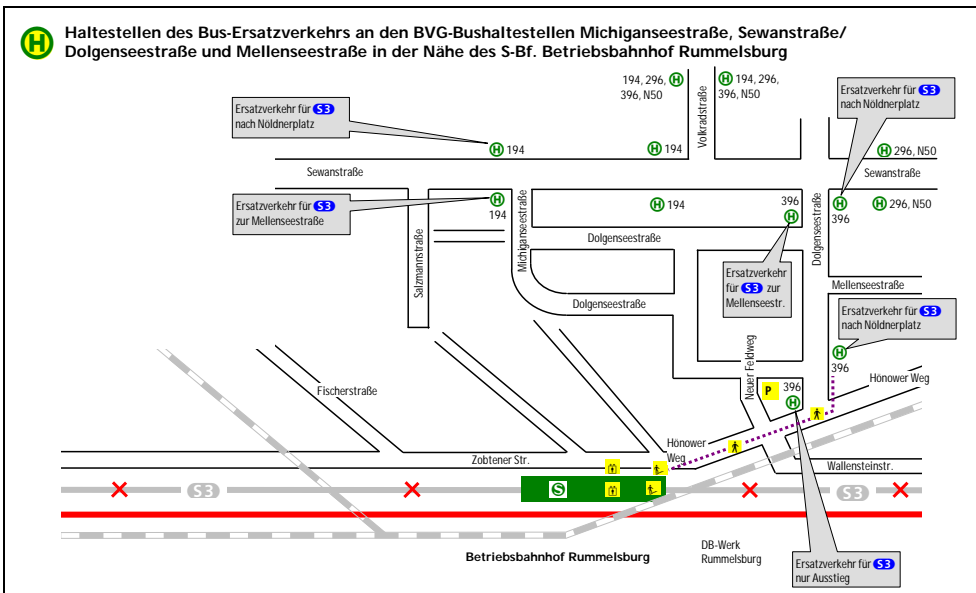 H
Haltestellen des Bus-Ersatzverkehrs an den BVG-Bushaltestellen Michiganseestraße, Sewanstraße/
Dolgenseestraße und Mellenseestraße in der Nähe des S-Bf. Betriebsbahnhof Rummelsburg
194, 296, H
396, N50
Volkradstraße
H 194, 296,
396, N50
Ersatzverkehr für S3
nach Nöldnerplatz
Ersatzverkehr für S3
nach Nöldnerplatz
H 194
H 194
H 296, N50
Sewanstraße
Sewanstraße
Ersatzverkehr für S3
zur Mellenseestraße
H
194
Michiganseestraße
H 194
396
H
Dolgenseestraße
H
396
H 296, N50
Salzmannstraße
Dolgenseestraße
Ersatzverkehr
für S3 zur
Mellenseestr.
Mellenseestraße
Dolgenseestraße
Ersatzverkehr für S3
nach Nöldnerplatz
H
396
Neuer Feldweg
Hönower Weg
Fischerstraße
P
396
H
Hönower
Weg
Zobtener Str.
Wallensteinstr.
S3
S
S3
Betriebsbahnhof Rummelsburg
DB-Werk
Rummelsburg
Ersatzverkehr für S3
nur Ausstieg